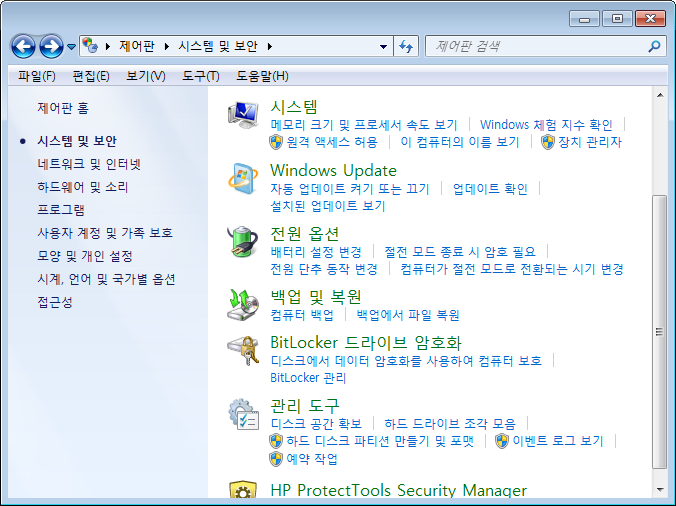 제어판 시스템 및 보안 제어판 검색
파일(F) 편집(E) 보기(V) 도구(T) 도움말(H)
제어판 홈
시스템 및 보안
네트워크 및 인터넷
하드웨어 및 소리
프로그램
사용자 계정 및 가족 보호
모양 및 개인 설정
시계, 언어 및 국가별 옵션
접근성
시스템
메모리 크기 및 프로세서 속도 보기 Windows 체험 지수 확인
원격 액세스 허용 이 컴퓨터의 이름 보기 장치 관리자
Windows Update
자동 업데이트 켜기 또는 끄기 업데이트 확인
설치된 업데이트 보기
전원 옵션
배터리 설정 변경 절전 모드 종료 시 암호 필요
전원 단추 동작 변경 컴퓨터가 절전 모드로 전환되는 시기 변경
백업 및 복원
컴퓨터 백업 백업에서 파일 복원
BitLocker 드라이브 암호화
디스크에서 데이터 암호화를 사용하여 컴퓨터 보호
BitLocker 관리
관리 도구
디스크 공간 확보 하드 드라이브 조각 모음
하드 디스크 파티션 만들기 및 포맷 이벤트 로그 보기
예약 작업
HP ProtectTools Security Manager